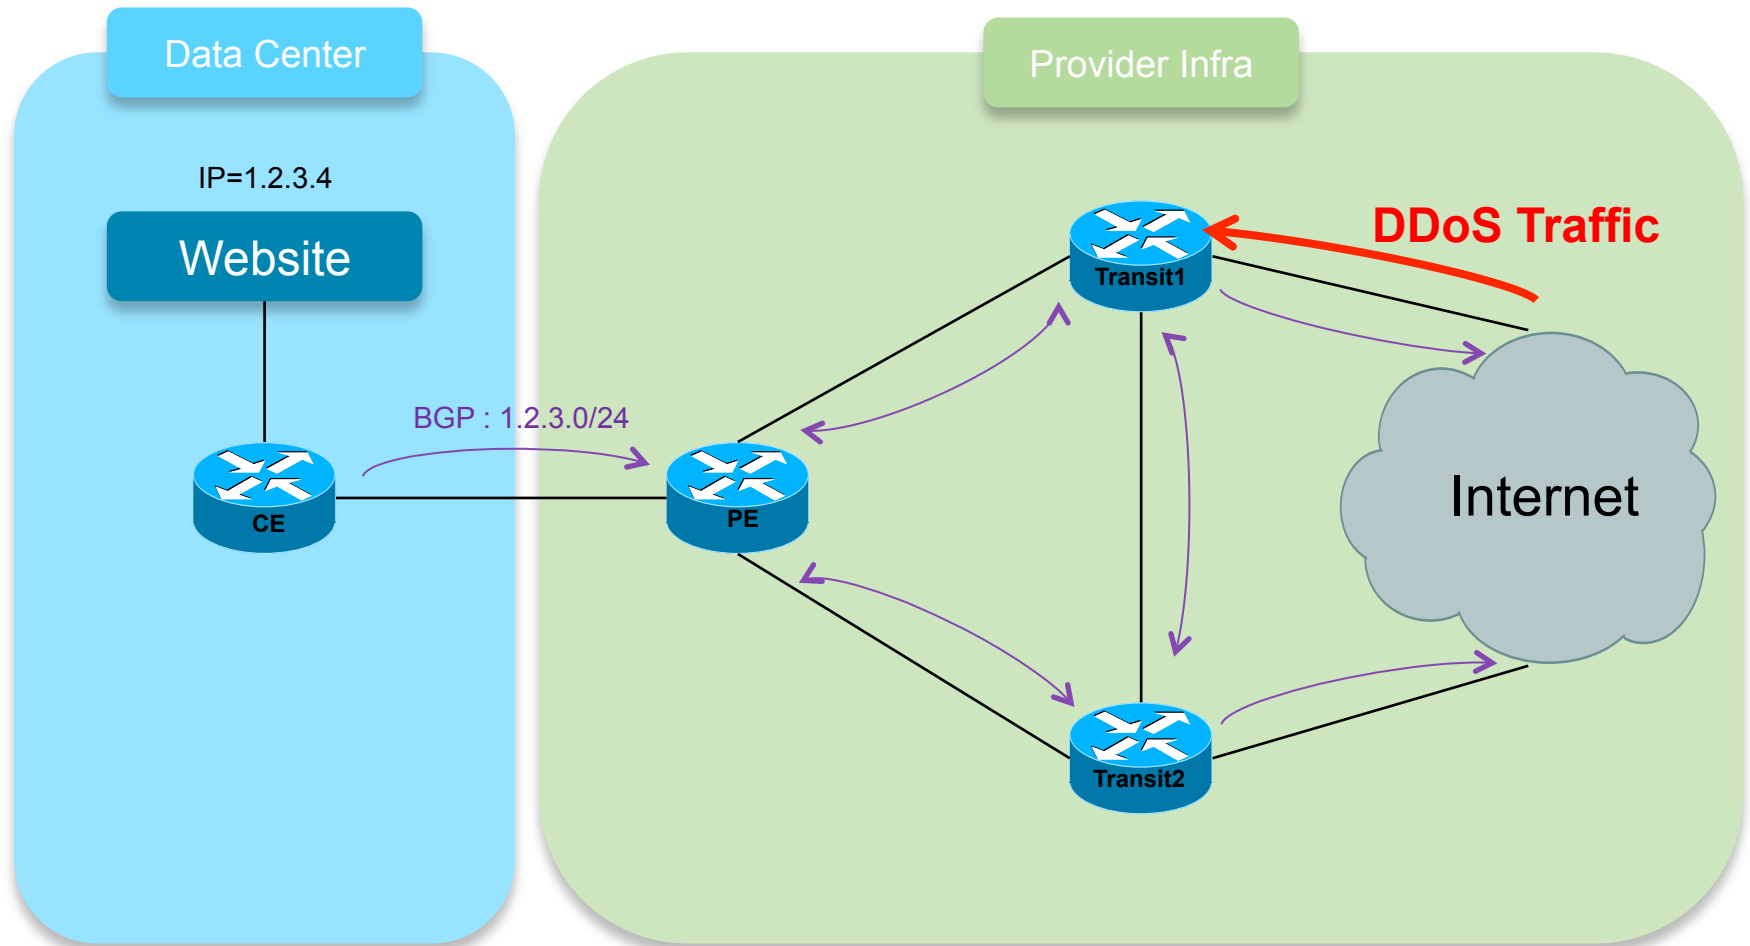 Data Center
Provider Infra
IP=1.2.3.4
Website
DDoS Traffic
Transit1
BGP : 1.2.3.0/24
CE
PE
Internet
Transit2